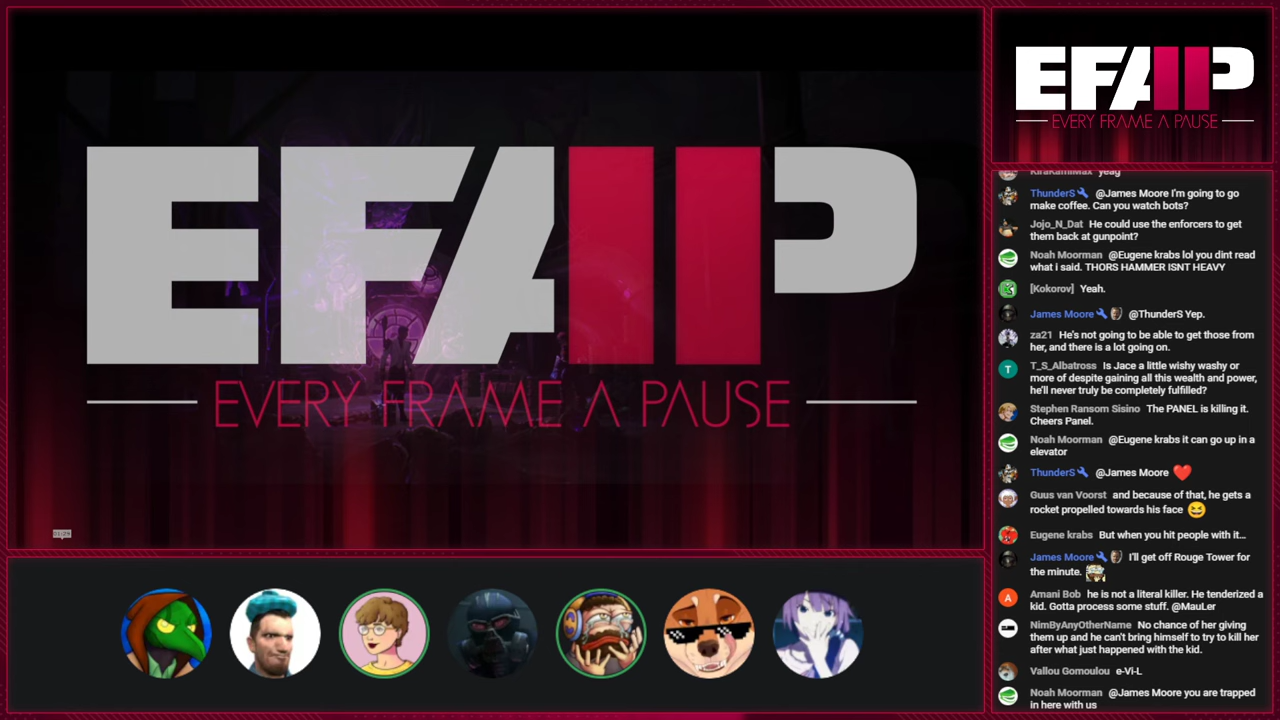 EFAP
EVERY FRAME A PAUSE
01:29
EFAP
EVERY FRAME A PAUSE
KiraKamiMax yeag
ThunderS @James Moore I'm going to go
make coffee. Can you watch bots?
Jojo_N_Dat He could use the enforcers to get
them back at gunpoint?
Noah Moorman @Eugene krabs lol you dint read
what i said. THORS HAMMER ISNT HEAVY
[Kokorov] Yeah.
James Moore @ThunderS Yep.
za21 He's not going to be able to get those from
her, and there is a lot going on.
T
T_S_Albatross Is Jace a little wishy washy or
more of despite gaining all this wealth and power,
he'll never truly be completely fulfilled?
Stephen Ransom Sisino The PANEL is killing it.
Cheers Panel.
Noah Moorman @Eugene krabs it can go up in a
elevator
ThunderS @James Moore ❤️
Guus van Voorst and because of that, he gets a
rocket propelled towards his face 😆
Eugene krabs But when you hit people with it...
James Moore I'll get off Rouge Tower for
the minute.
A
Amani Bob he is not a literal killer. He tenderized a
kid. Gotta process some stuff. @MauLer
NimByAnyOtherName No chance of her giving
them up and he can't bring himself to try to kill her
after what just happened with the kid.
Vallou Gomoulou e-Vi-L
Noah Moorman @James Moore you are trapped
in here with us